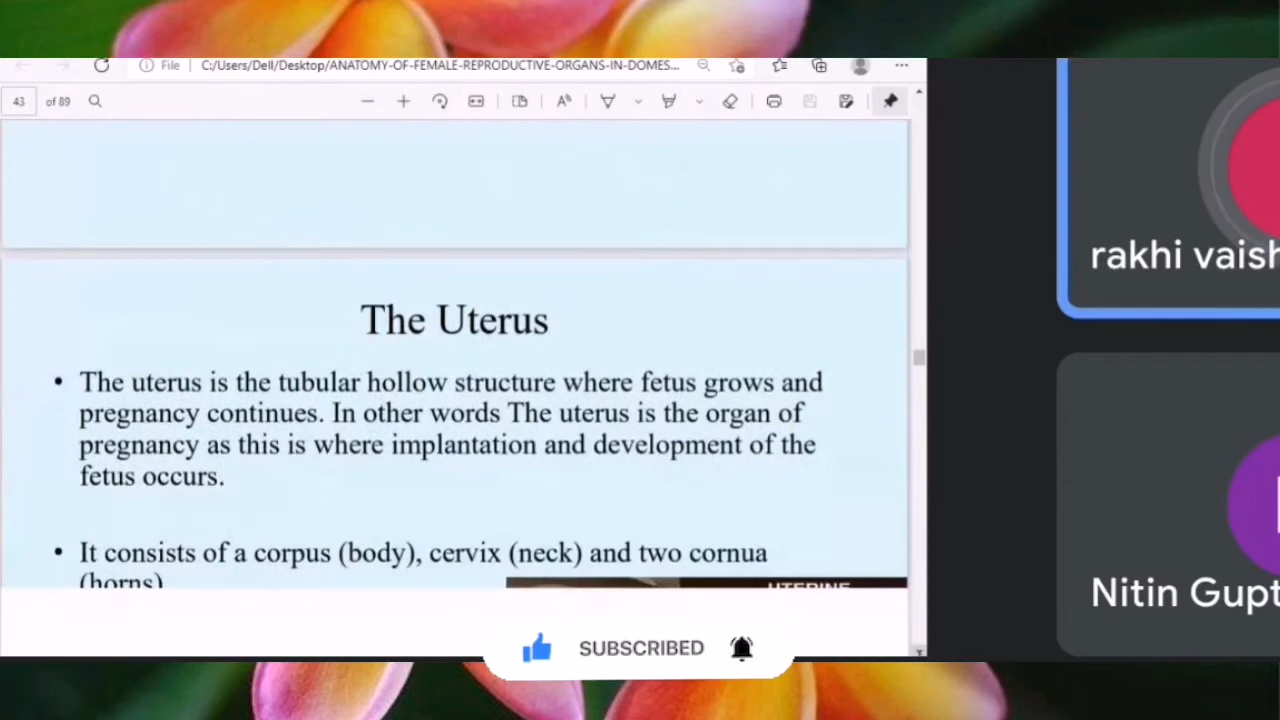 File | C:/Users/Dell/Desktop/ANATOMY-OF-FEMALE-REPRODUCTIVE-ORGANS-IN-DOMES...
43 of 89
The Uterus
• The uterus is the tubular hollow structure where fetus grows and
pregnancy continues. In other words The uterus is the organ of
pregnancy as this is where implantation and development of the
fetus occurs.
• It consists of a corpus (body), cervix (neck) and two cornua
(horns)
UTERINE
rakhi vaish
Nitin Gupt
SUBSCRIBED